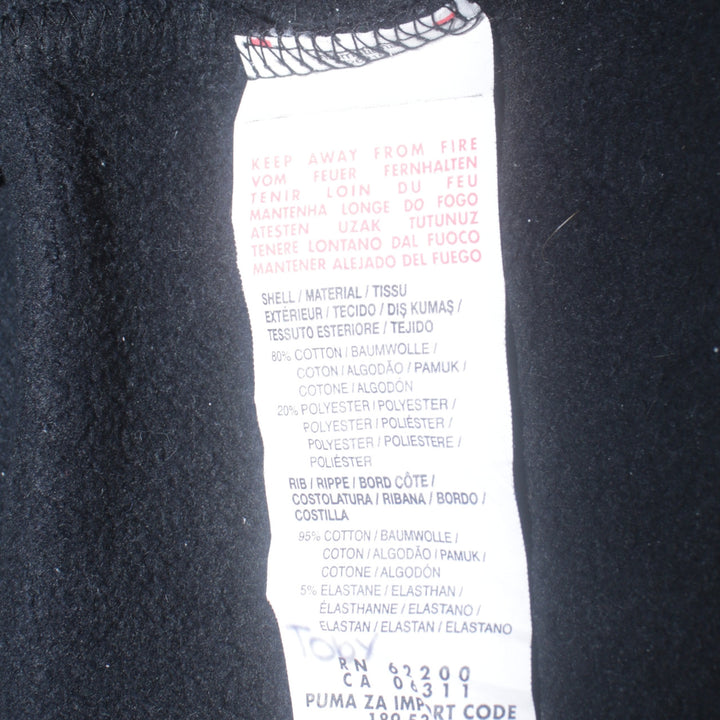 KEEP AWAY FROM FIRE
VOM FEUER FERNHALTEN
TENIR LOIN DU FEU
MANTENHA LONGE DO FOGO
ATEŞTEN UZAK TUTUNUZ
TENERE LONTANO DAL FUOCO
MANTENER ALEJADO DEL FUEGO
SHELL / MATERIAL / TISSU
EXTÉRIEUR / TECIDO / DIŞ KUMAŞ /
TESSUTO ESTERIORE / TEJIDO
80% COTTON / BAUMWOLLE /
COTON / ALGODÃO / PAMUK /
COTONE / ALGODÓN
20% POLYESTER / POLYESTER /
POLYESTER / POLIÉSTER /
POLYESTER / POLIESTERE /
POLIÉSTER
RIB / RIPPE / BORD CÔTE /
COSTOLATURA / RIBANA / BORDO /
COSTILLA
95% COTTON / BAUMWOLLE /
COTON / ALGODÃO / PAMUK /
COTONE / ALGODÓN
5% ELASTANE / ELASTHAN /
ÉLASTHANNE / ELASTANO /
ELASTAN / ELASTAN / ELASTANO
Toby
RN 62200
CA 06311
PUMA ZA IMPORT CODE